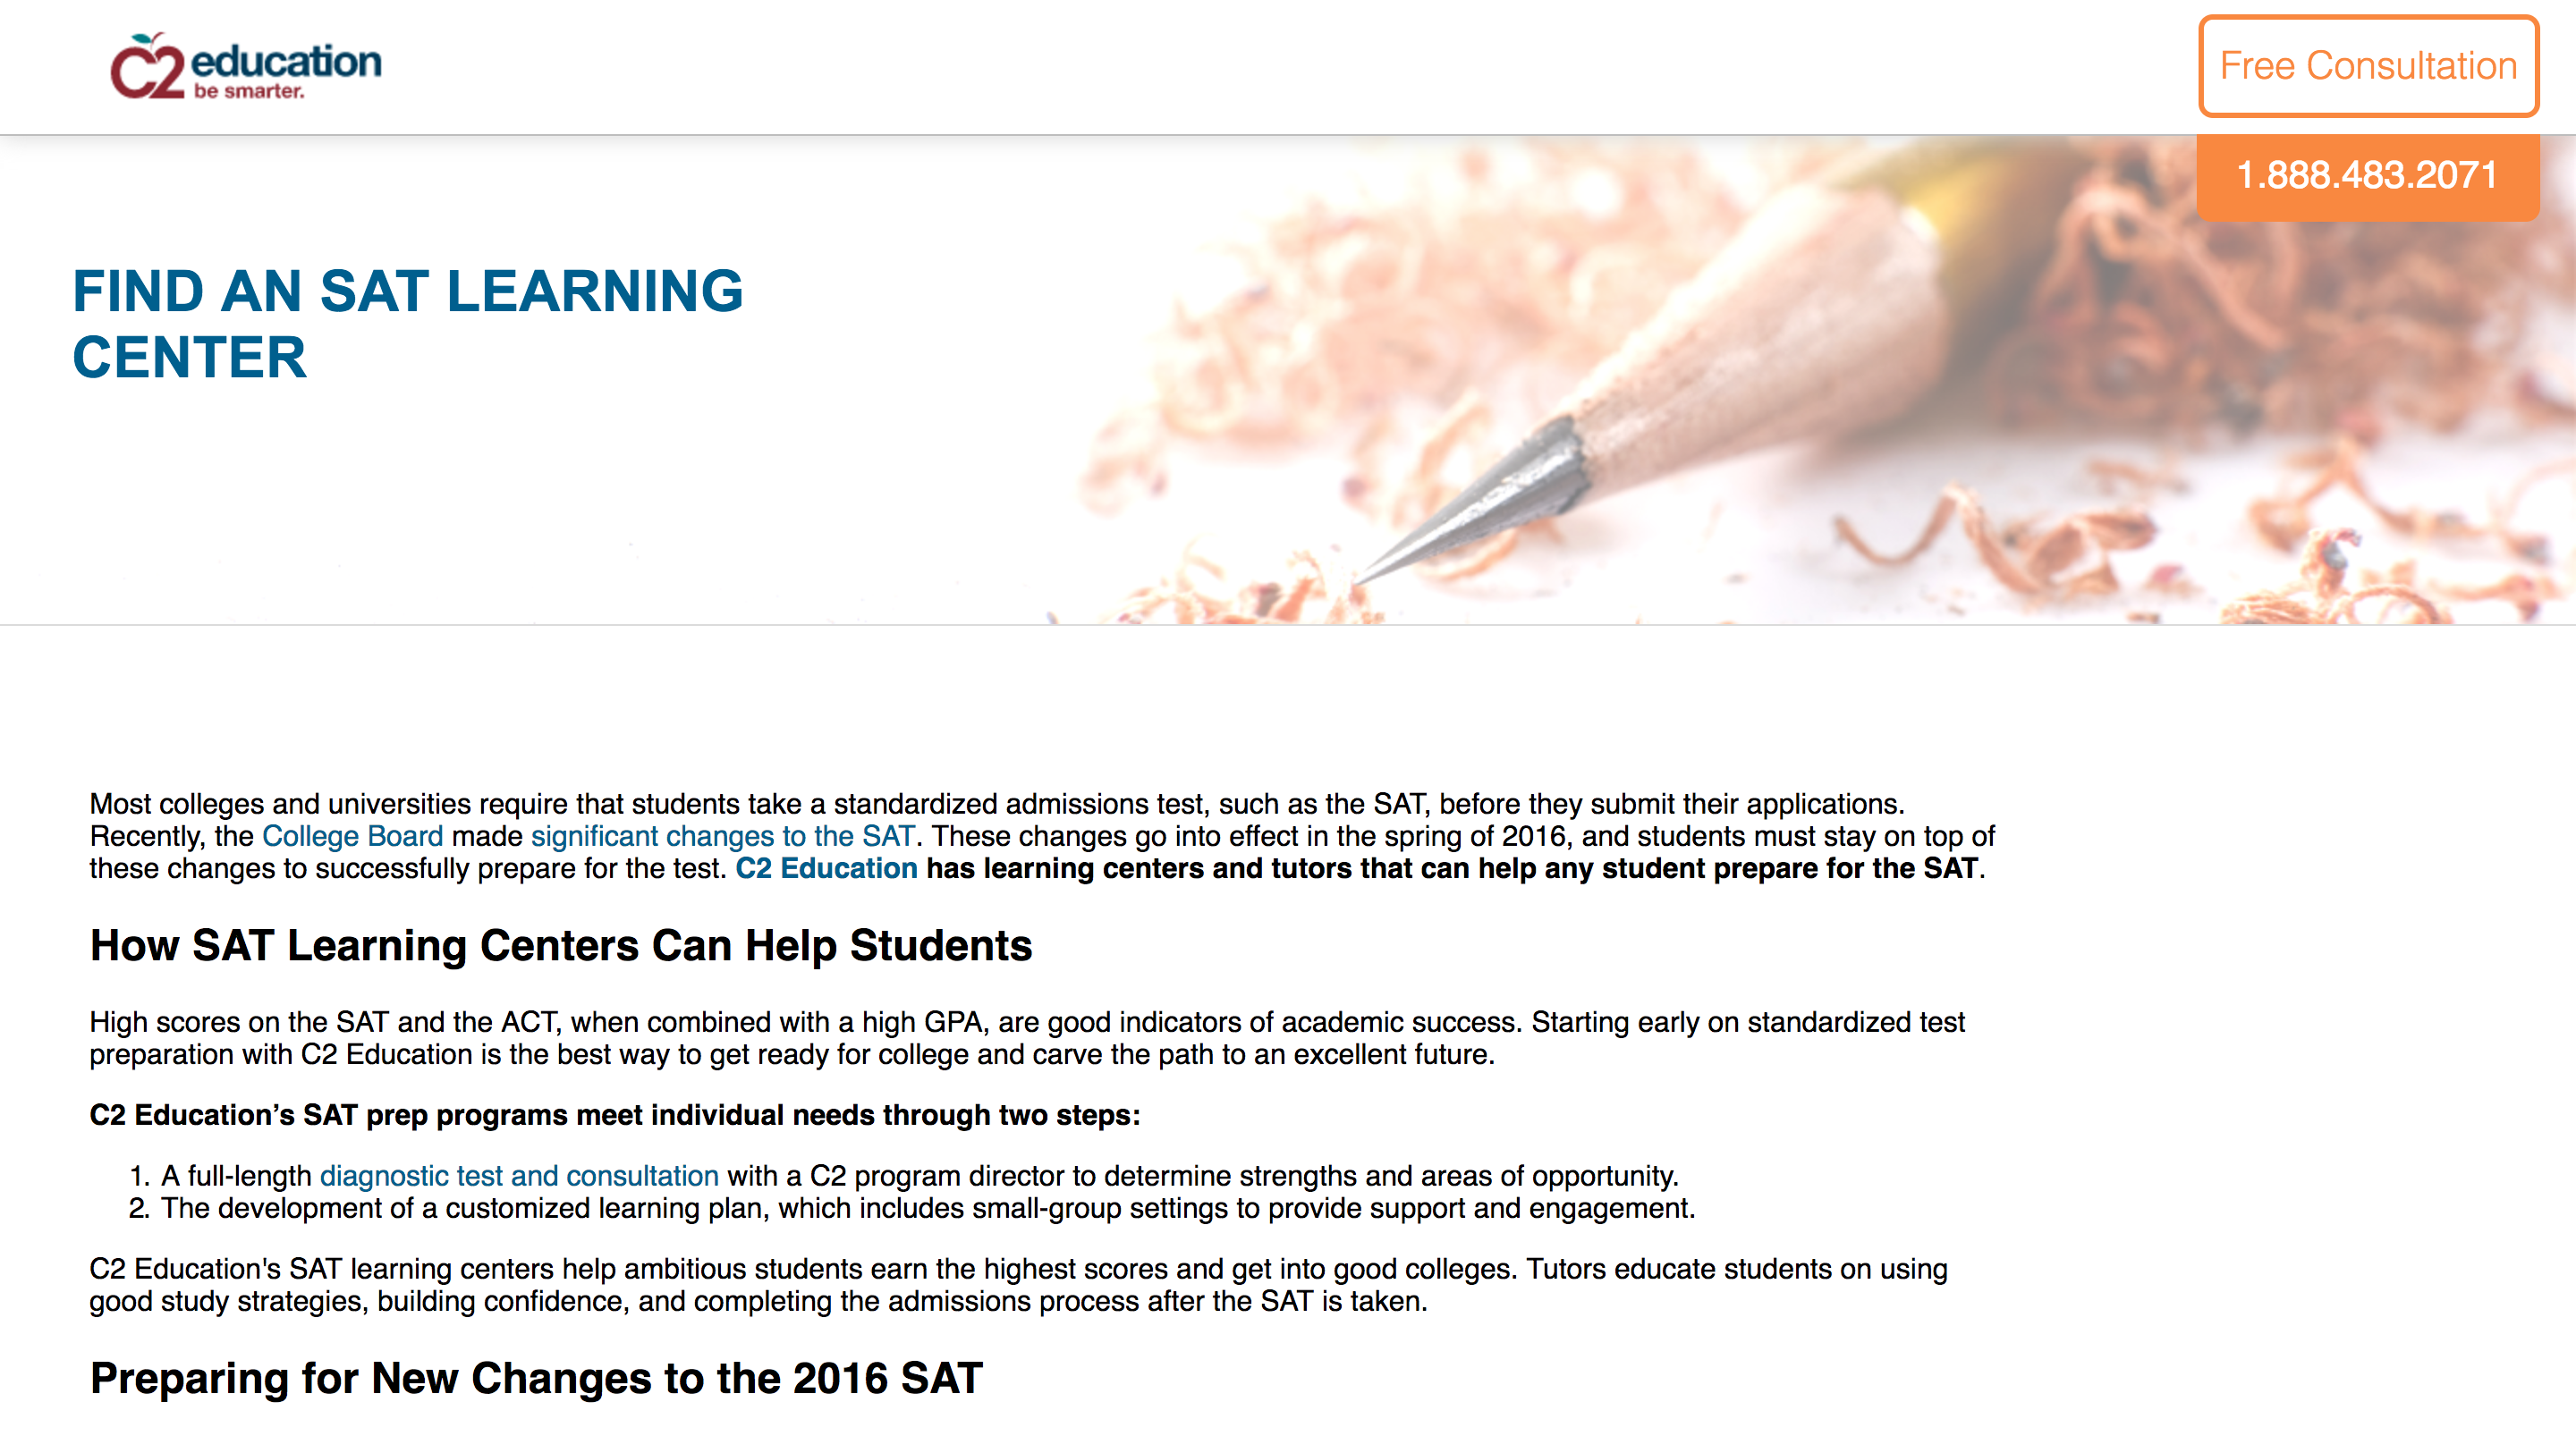 C2 education
be smarter.
Free Consultation
1.888.483.2071
FIND AN SAT LEARNING
CENTER
Most colleges and universities require that students take a standardized admissions test, such as the SAT, before they submit their applications.
Recently, the College Board made significant changes to the SAT. These changes go into effect in the spring of 2016, and students must stay on top of
these changes to successfully prepare for the test. C2 Education has learning centers and tutors that can help any student prepare for the SAT.
How SAT Learning Centers Can Help Students
High scores on the SAT and the ACT, when combined with a high GPA, are good indicators of academic success. Starting early on standardized test
preparation with C2 Education is the best way to get ready for college and carve the path to an excellent future.
C2 Education’s SAT prep programs meet individual needs through two steps:
1. A full-length diagnostic test and consultation with a C2 program director to determine strengths and areas of opportunity.
2. The development of a customized learning plan, which includes small-group settings to provide support and engagement.
C2 Education's SAT learning centers help ambitious students earn the highest scores and get into good colleges. Tutors educate students on using
good study strategies, building confidence, and completing the admissions process after the SAT is taken.
Preparing for New Changes to the 2016 SAT